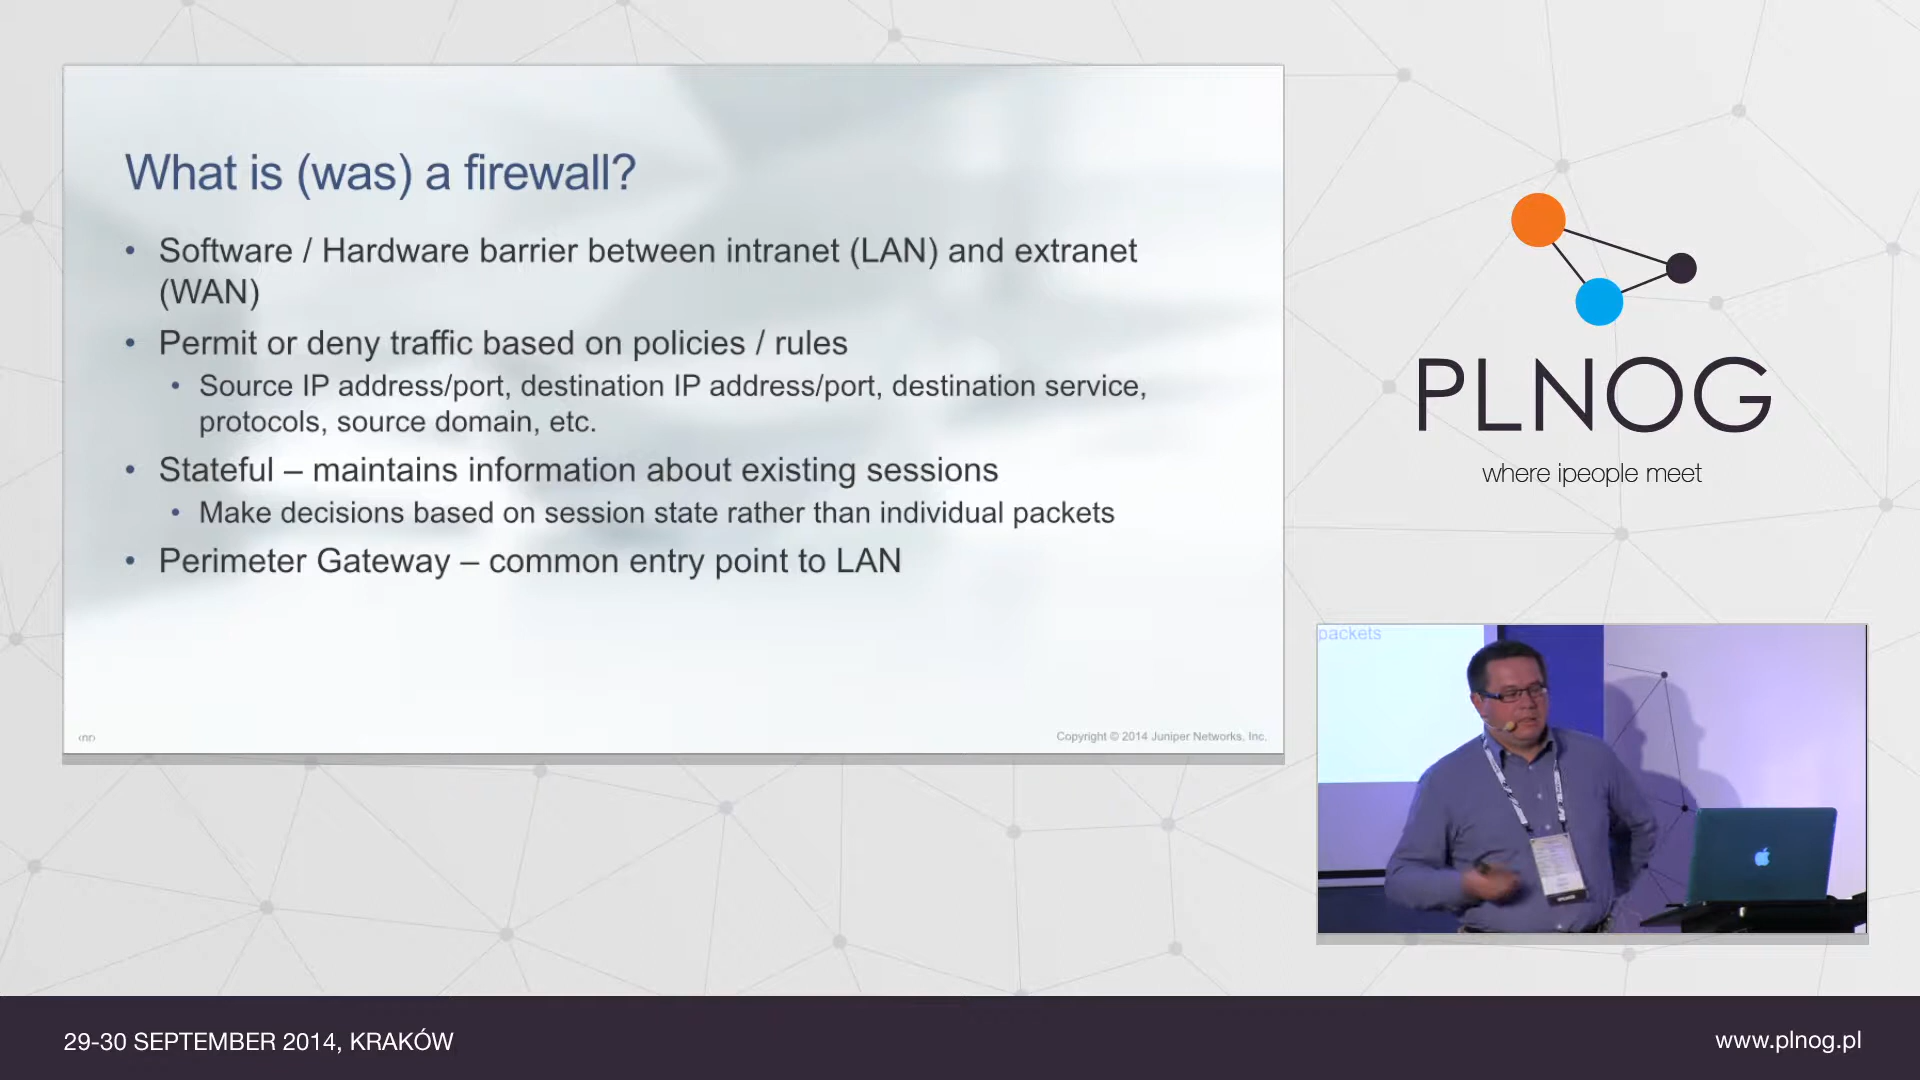 What is (was) a firewall?
• Software / Hardware barrier between intranet (LAN) and extranet
(WAN)
• Permit or deny traffic based on policies / rules
• Source IP address/port, destination IP address/port, destination service,
protocols, source domain, etc.
• Stateful – maintains information about existing sessions
• Make decisions based on session state rather than individual packets
• Perimeter Gateway – common entry point to LAN
‹nr›
Copyright © 2014 Juniper Networks, Inc.
PLNOG
where ipeople meet
packets
29-30 SEPTEMBER 2014, KRAKÓW
www.plnog.pl